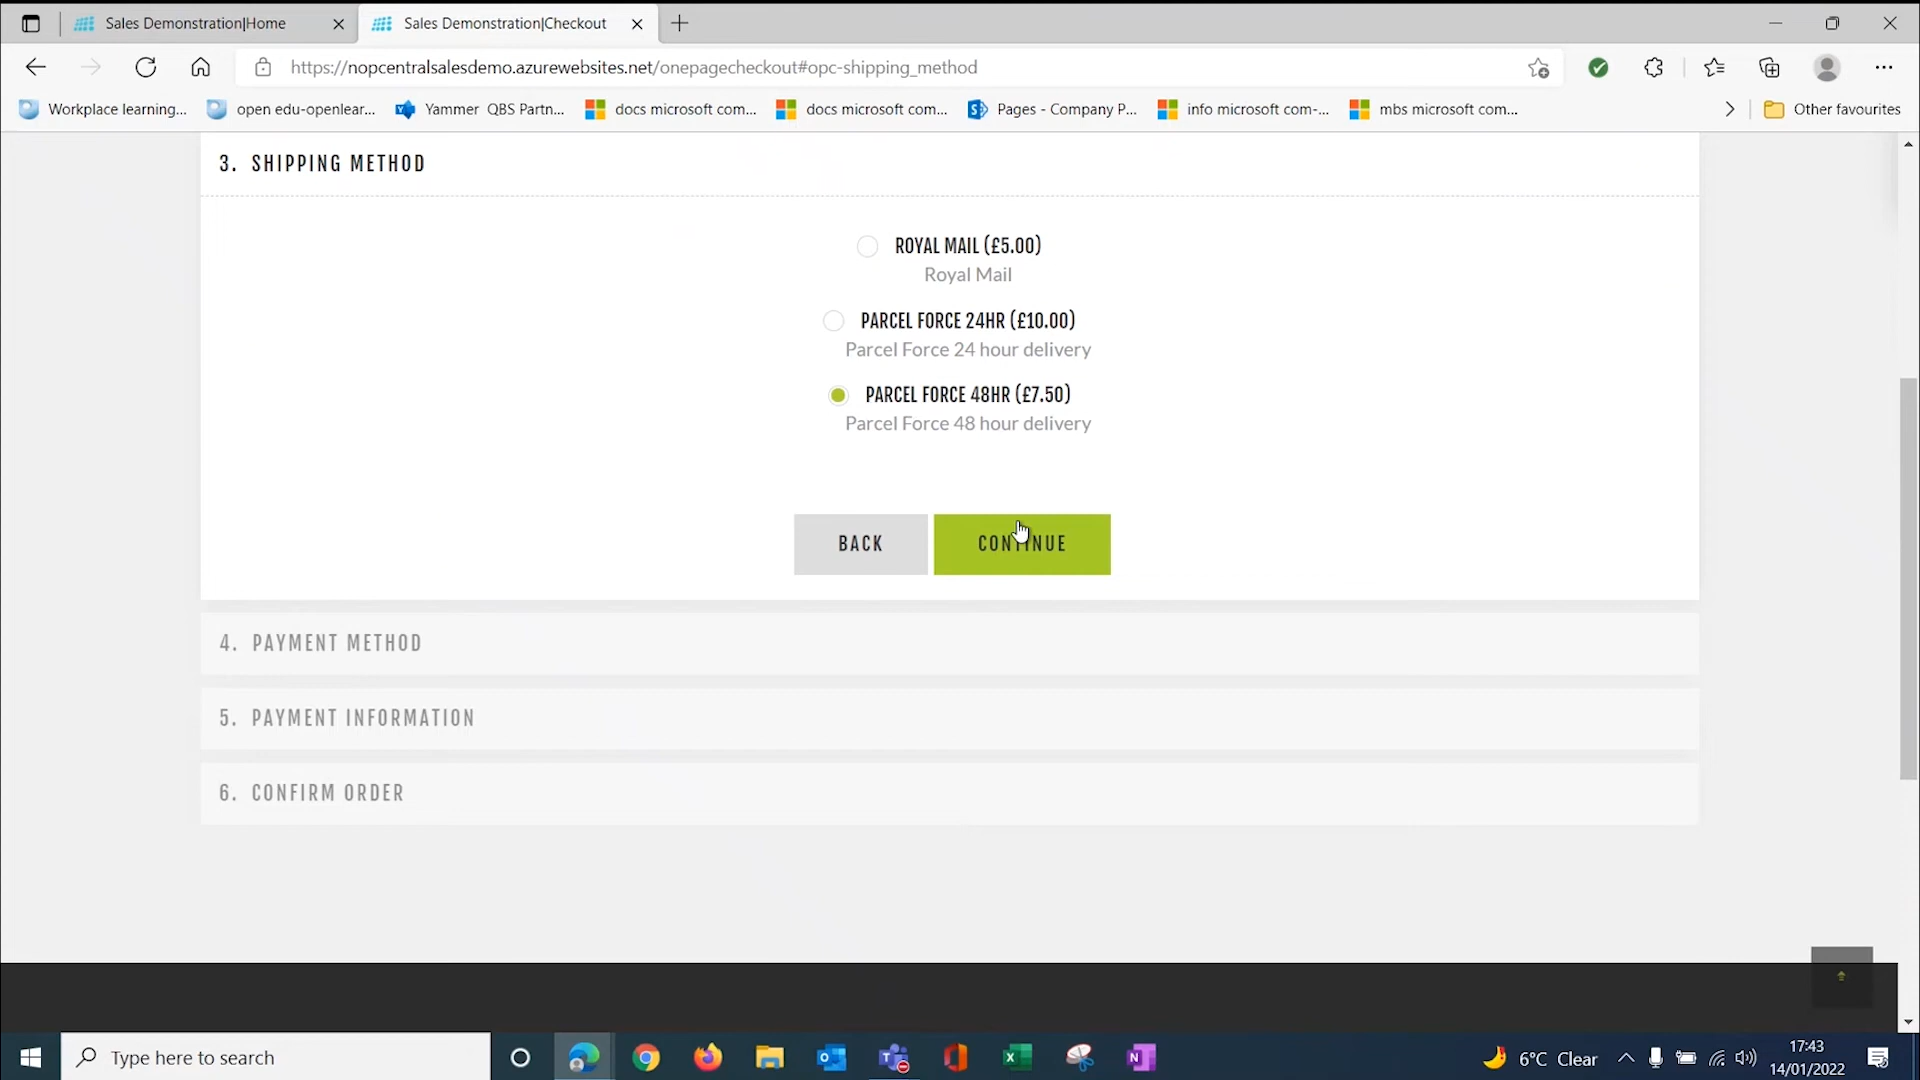 Sales Demonstration|Home
Sales Demonstration|Checkout
https://nopcentralsalesdemo.azurewebsites.net/onepagecheckout#opc-shipping_method
Workplace learning...
open edu-openlear...
Yammer QBS Partn...
docs microsoft com...
docs microsoft com...
Pages - Company P...
info microsoft com-...
mbs microsoft com...
Other favourites
3. SHIPPING METHOD
ROYAL MAIL (£5.00)
Royal Mail
PARCEL FORCE 24HR (£10.00)
Parcel Force 24 hour delivery
PARCEL FORCE 48HR (£7.50)
Parcel Force 48 hour delivery
BACK
CONTINUE
4. PAYMENT METHOD
5. PAYMENT INFORMATION
6. CONFIRM ORDER
Type here to search
6°C Clear
17:43
14/01/2022